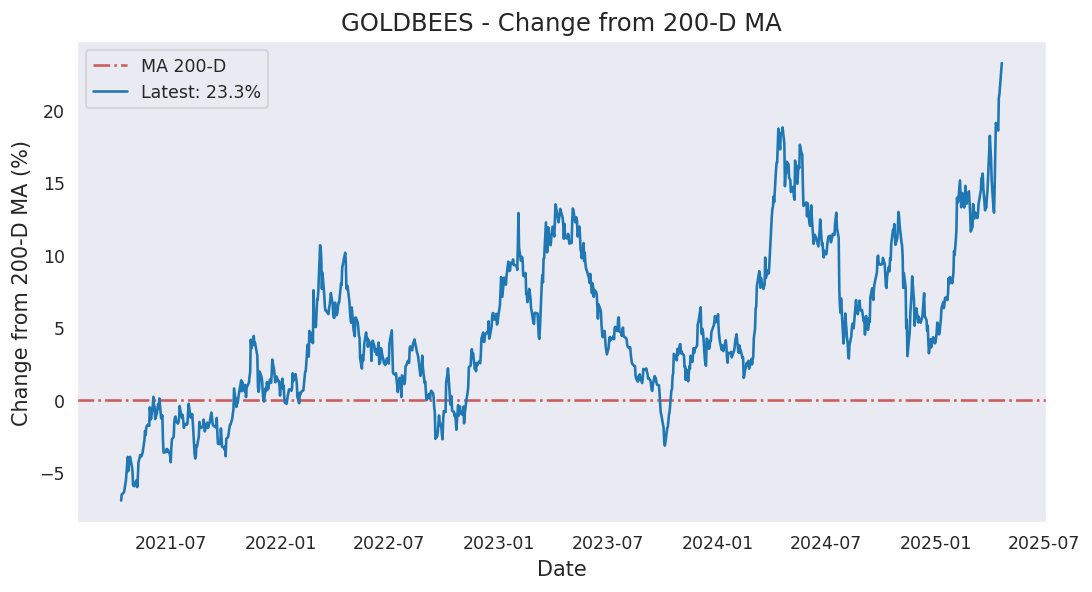 GOLDBEES - Change from 200-D MA
MA 200-D
Latest: 23.3%
Change from 200-D MA (%)
20
15
10
5
0
−5
2021-07 2022-01 2022-07 2023-01 2023-07 2024-01 2024-07 2025-01 2025-07
Date